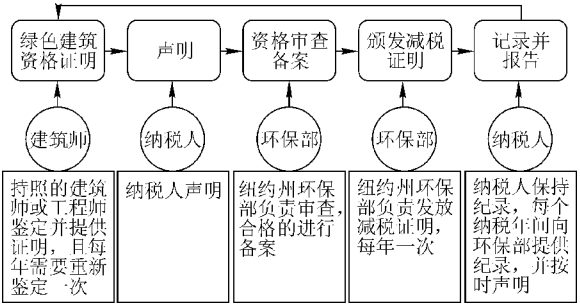 绿色建筑
资格证明
声明
资格审查
备案
颁发减税
证明
记录并
报告
建筑师
纳税人
环保部
环保部
纳税人
持照的建筑
师或工程师
鉴定并提供
证明，且每
年需要重新
鉴定一次
纳税人声明
纽约州环保
部负责审查，
合格的进行
备案
纽约州环保
部负责发放
减税证明，
每年一次
纳税人保持
纪录，每个
纳税年间向
环保部提供
纪录，并按
时声明